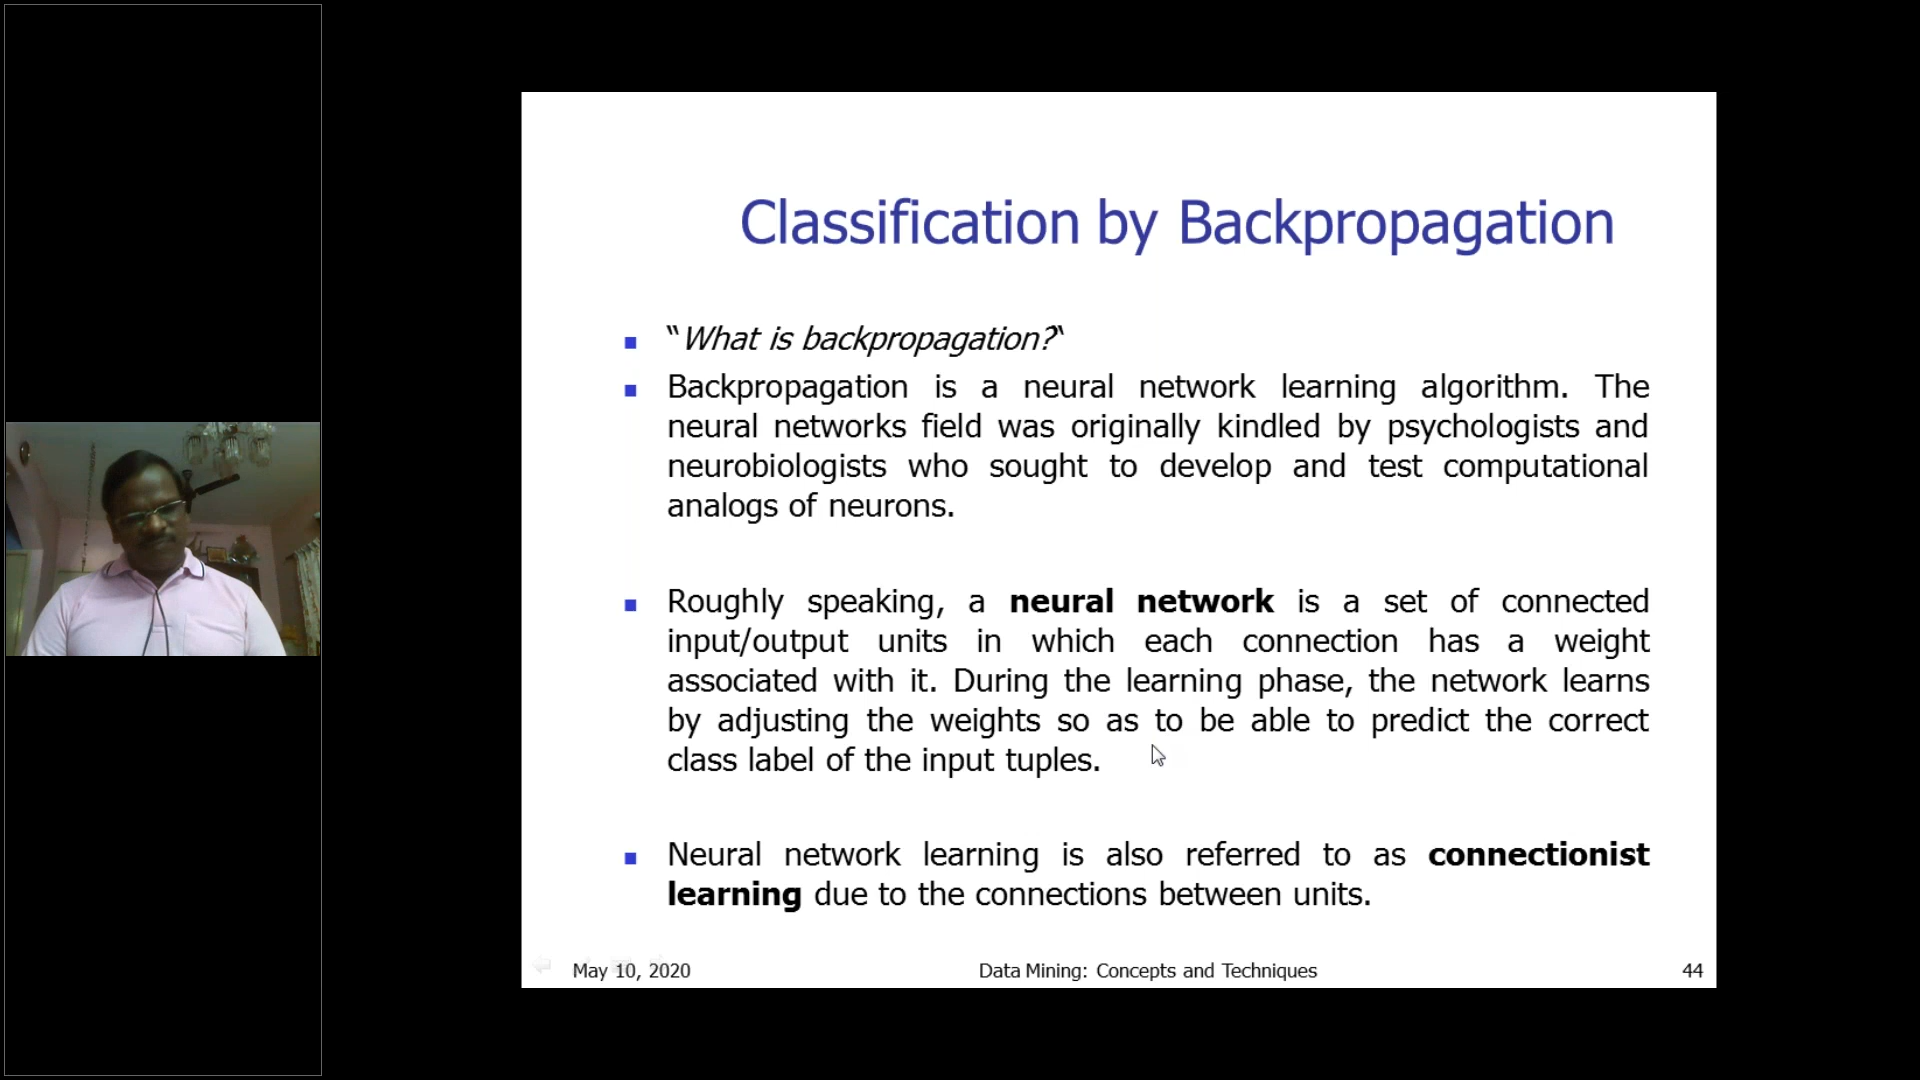 Classification by Backpropagation
“What is backpropagation?“
Backpropagation is a neural network learning algorithm. The
neural networks field was originally kindled by psychologists and
neurobiologists who sought to develop and test computational
analogs of neurons.
Roughly speaking, a neural network is a set of connected
input/output units in which each connection has a weight
associated with it. During the learning phase, the network learns
by adjusting the weights so as to be able to predict the correct
class label of the input tuples.
Neural network learning is also referred to as connectionist
learning due to the connections between units.
May 10, 2020
Data Mining: Concepts and Techniques
44